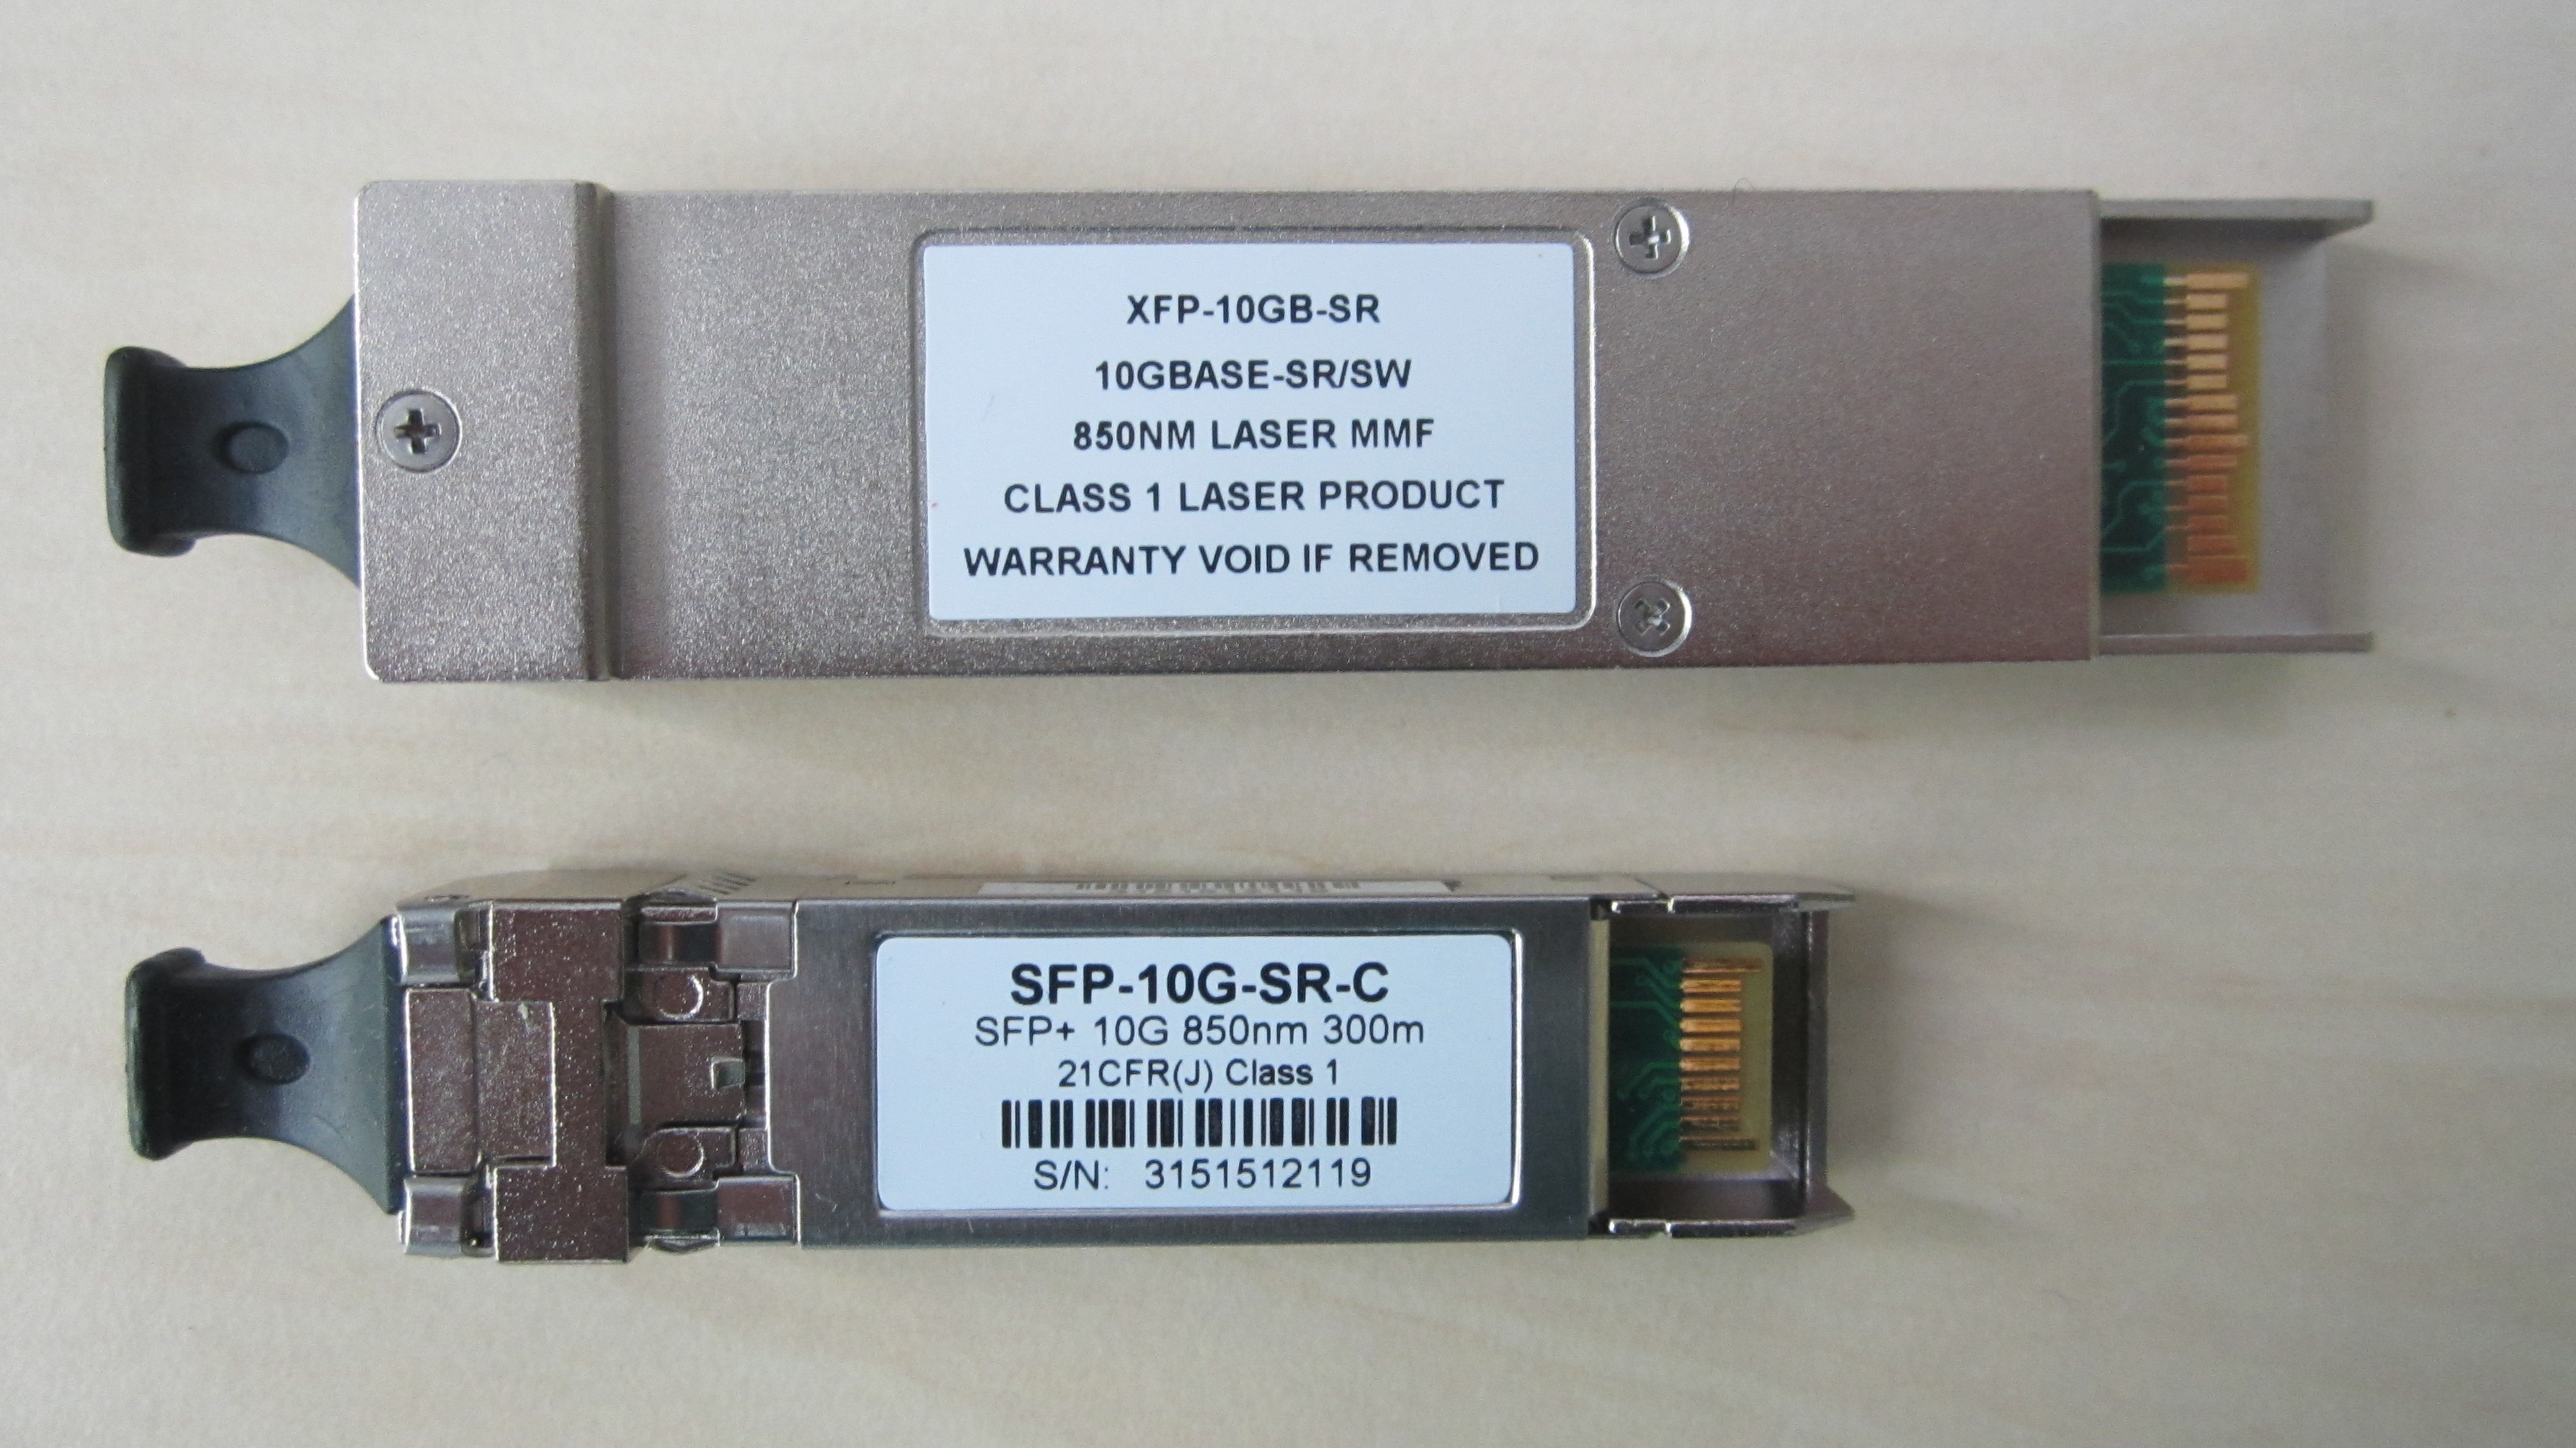 XFP-10GB-SR
10GBASE-SR/SW
850NM LASER MMF
CLASS 1 LASER PRODUCT
WARRANTY VOID IF REMOVED
SFP-10G-SR-C
SFP+ 10G 850nm 300m
21CFR(J) Class 1
S/N: 3151512119